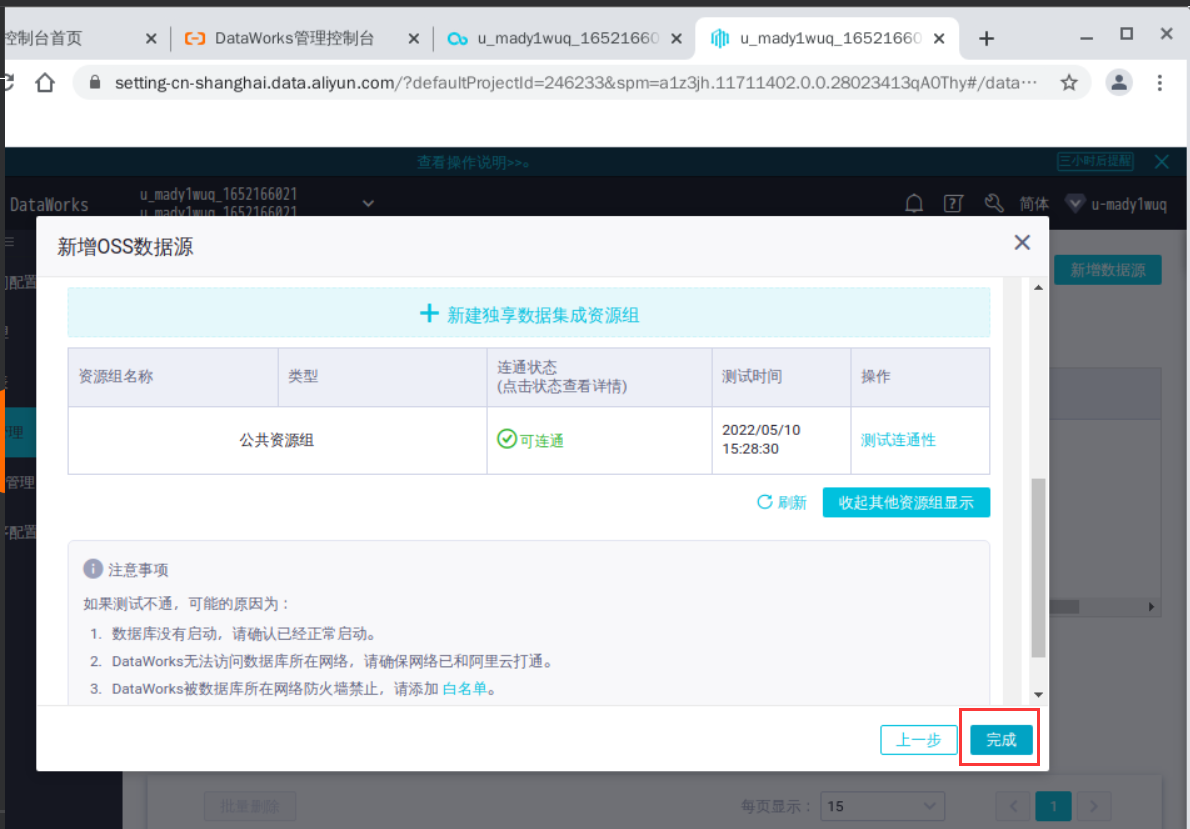 控制台首页
DataWorks管理控制台
u_mady1wuq_16521660
u_mady1wuq_16521660
setting-cn-shanghai.data.aliyun.com/?defaultProjectId=246233&spm=a1z3jh.11711402.0.0.28023413qA0Thy#/data…
查看操作说明>>。
三小时后提醒
DataWorks
u_mady1wuq_1652166021
u_mady1wuq_1652166021
简体
u-mady1wuq
新增OSS数据源
新增数据源
配置
管理
配置
+ 新建独享数据集成资源组
资源组名称
类型
连通状态
(点击状态查看详情)
测试时间
操作
公共资源组
可连通
2022/05/10
15:28:30
测试连通性
刷新
收起其他资源组显示
注意事项
如果测试不通，可能的原因为：
1. 数据库没有启动，请确认已经正常启动。
2. DataWorks无法访问数据库所在网络，请确保网络已和阿里云打通。
3. DataWorks被数据库所在网络防火墙禁止，请添加 白名单。
上一步
完成
批量删除
每页显示：
15
1